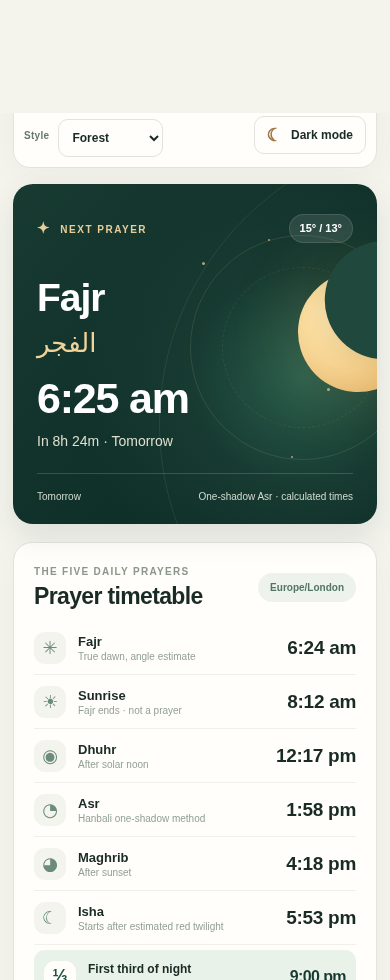 Style
Forest
Dark mode
NEXT PRAYER
15° / 13°
Fajr
الفجر
6:25 am
In 8h 24m · Tomorrow
Tomorrow
One-shadow Asr · calculated times
THE FIVE DAILY PRAYERS
Prayer timetable
Europe/London
Fajr
True dawn, angle estimate
6:24 am
Sunrise
Fajr ends · not a prayer
8:12 am
Dhuhr
After solar noon
12:17 pm
Asr
Hanbali one-shadow method
1:58 pm
Maghrib
After sunset
4:18 pm
Isha
Starts after estimated red twilight
5:53 pm
⅓
First third of night
9:00 pm